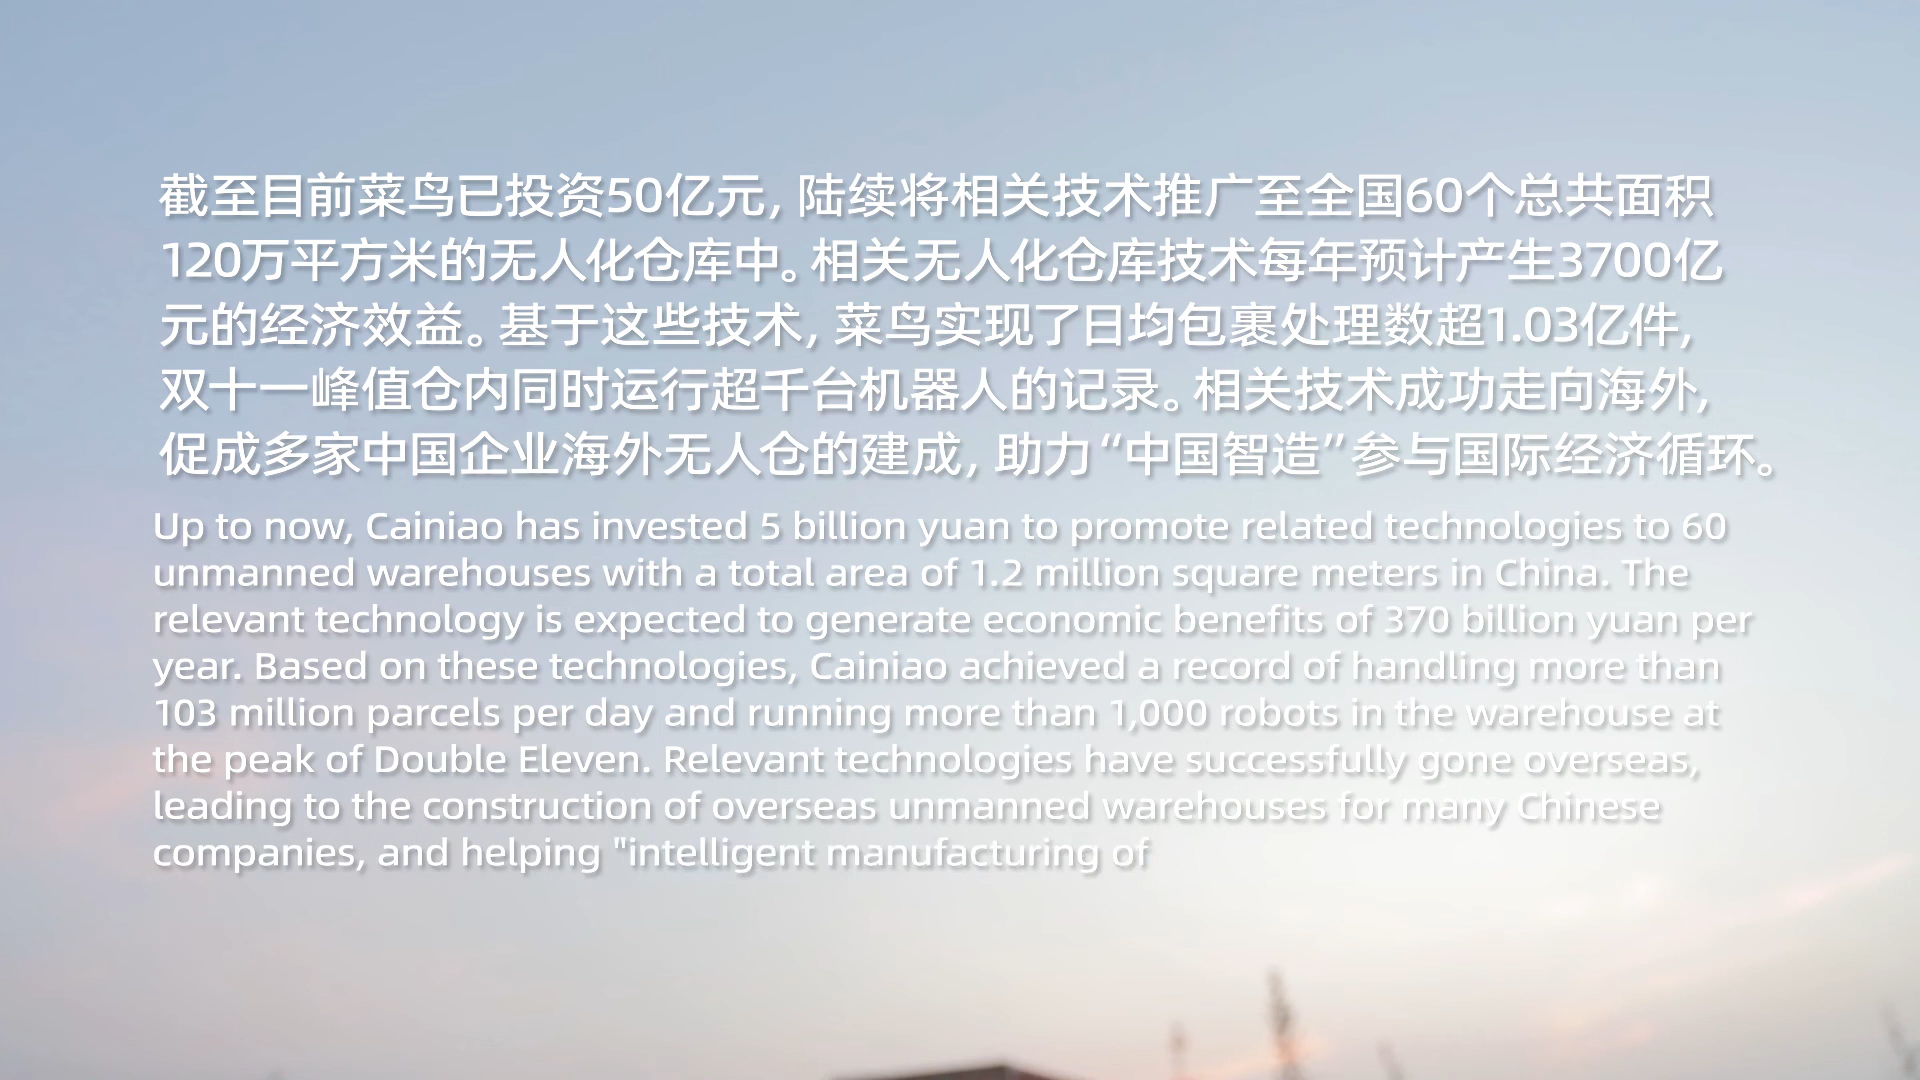 截至目前菜鸟已投资50亿元, 陆续将相关技术推广至全国60个总共面积
120万平方米的无人化仓库中。相关无人化仓库技术每年预计产生3700亿
元的经济效益。基于这些技术, 菜鸟实现了日均包裹处理数超1.03亿件,
双十一峰值仓内同时运行超千台机器人的记录。相关技术成功走向海外,
促成多家中国企业海外无人仓的建成, 助力“中国智造”参与国际经济循环。
Up to now, Cainiao has invested 5 billion yuan to promote related technologies to 60
unmanned warehouses with a total area of 1.2 million square meters in China. The
relevant technology is expected to generate economic benefits of 370 billion yuan per
year. Based on these technologies, Cainiao achieved a record of handling more than
103 million parcels per day and running more than 1,000 robots in the warehouse at
the peak of Double Eleven. Relevant technologies have successfully gone overseas,
leading to the construction of overseas unmanned warehouses for many Chinese
companies, and helping "intelligent manufacturing of